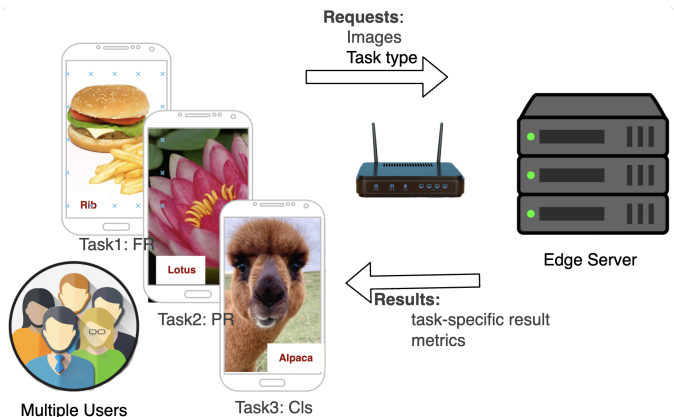 Requests:
Images
Task type
Rib
Task1: FR
Lotus
Task2: PR
Alpaca
Task3: Cls
Multiple Users
Edge Server
Results:
task-specific result
metrics